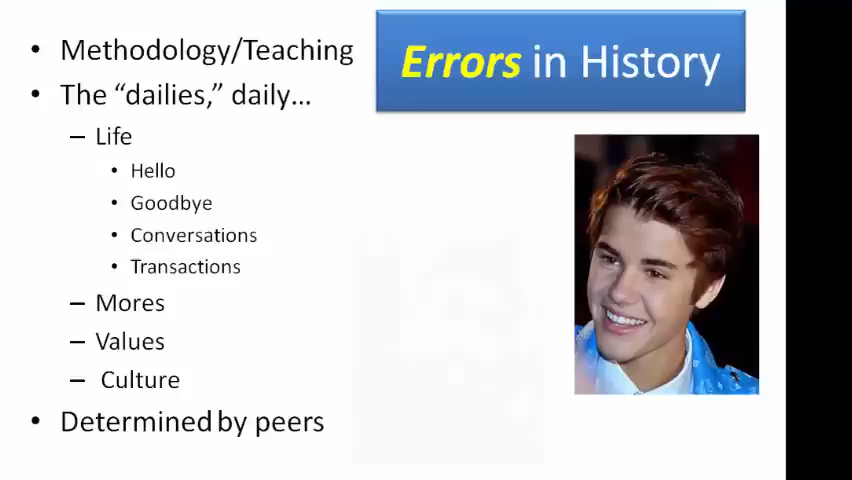 Errors in History
• Methodology/Teaching
• The “dailies,” daily…
– Life
• Hello
• Goodbye
• Conversations
• Transactions
– Mores
– Values
– Culture
• Determined by peers